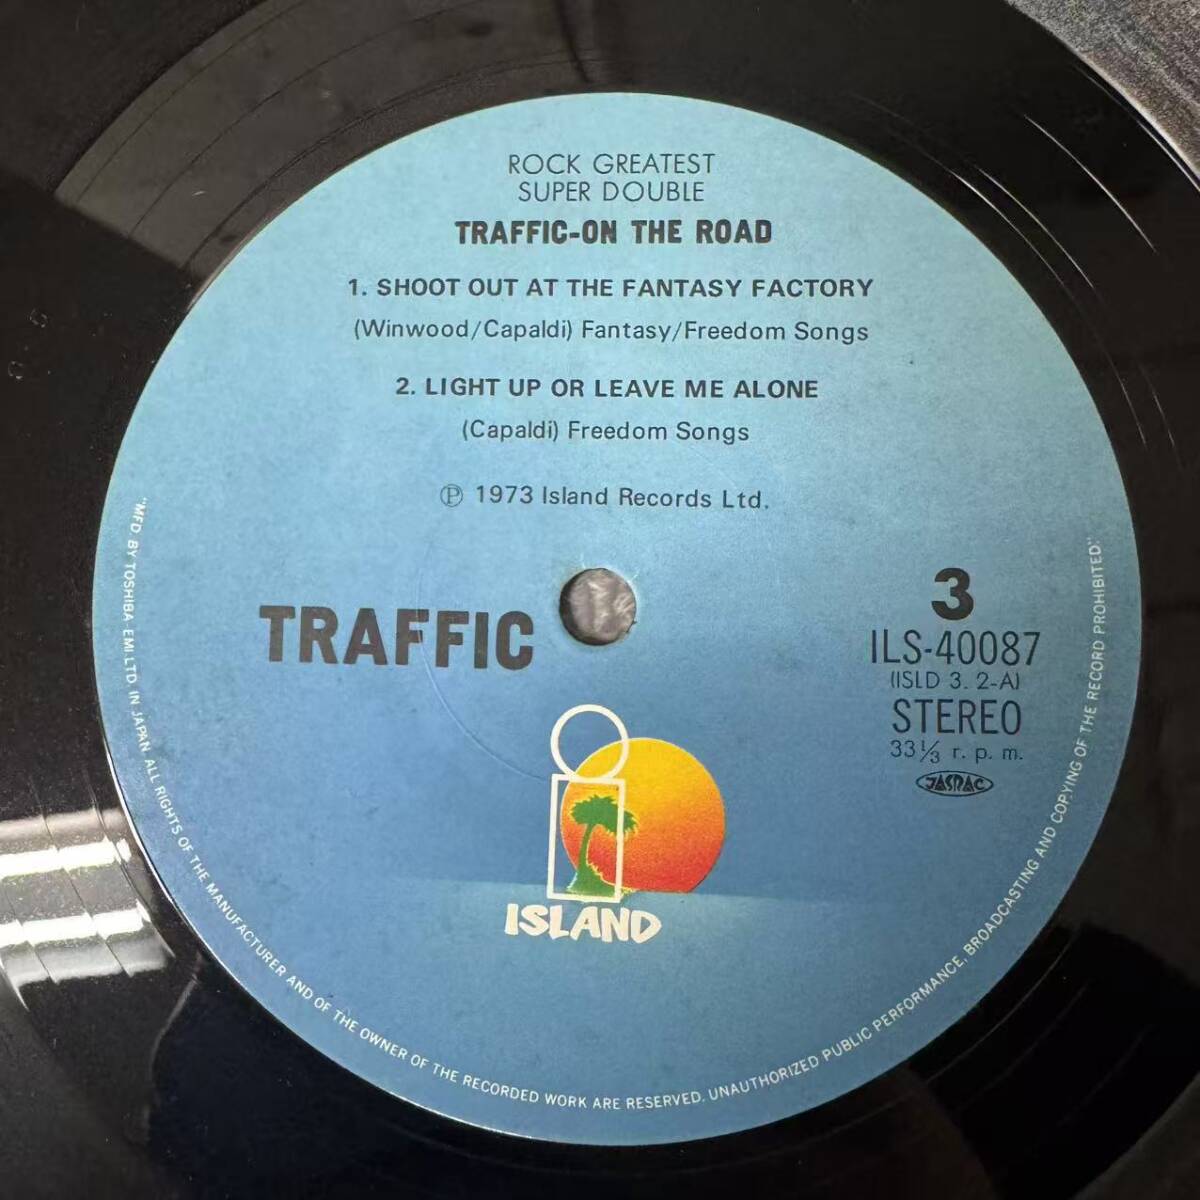 ROCK GREATEST
SUPER DOUBLE
TRAFFIC-ON THE ROAD
1. SHOOT OUT AT THE FANTASY FACTORY
(Winwood/Capaldi) Fantasy/Freedom Songs
2. LIGHT UP OR LEAVE ME ALONE
(Capaldi) Freedom Songs
Ⓟ 1973 Island Records Ltd.
TRAFFIC
3
ILS-40087
(ISLD 3. 2-A)
STEREO
33 1/3 r. p. m.
JASRAC
i
ISLAND
"MFD BY TOSHIBA EMI LTD. IN JAPAN. ALL RIGHTS OF THE MANUFACTURER AND OF THE OWNER OF THE RECORDED WORK ARE RESERVED. UNAUTHORIZED PUBLIC PERFORMANCE, BROADCASTING AND COPYING OF THE RECORD PROHIBITED."